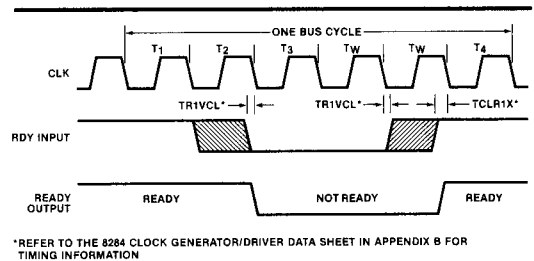 ONE BUS CYCLE
T1 T2 T3 TW TW T4
CLK
TR1VCL* TR1VCL* TCLR1X*
RDY INPUT
READY
OUTPUT
READY NOT READY READY
*REFER TO THE 8284 CLOCK GENERATOR/DRIVER DATA SHEET IN APPENDIX B FOR
TIMING INFORMATION